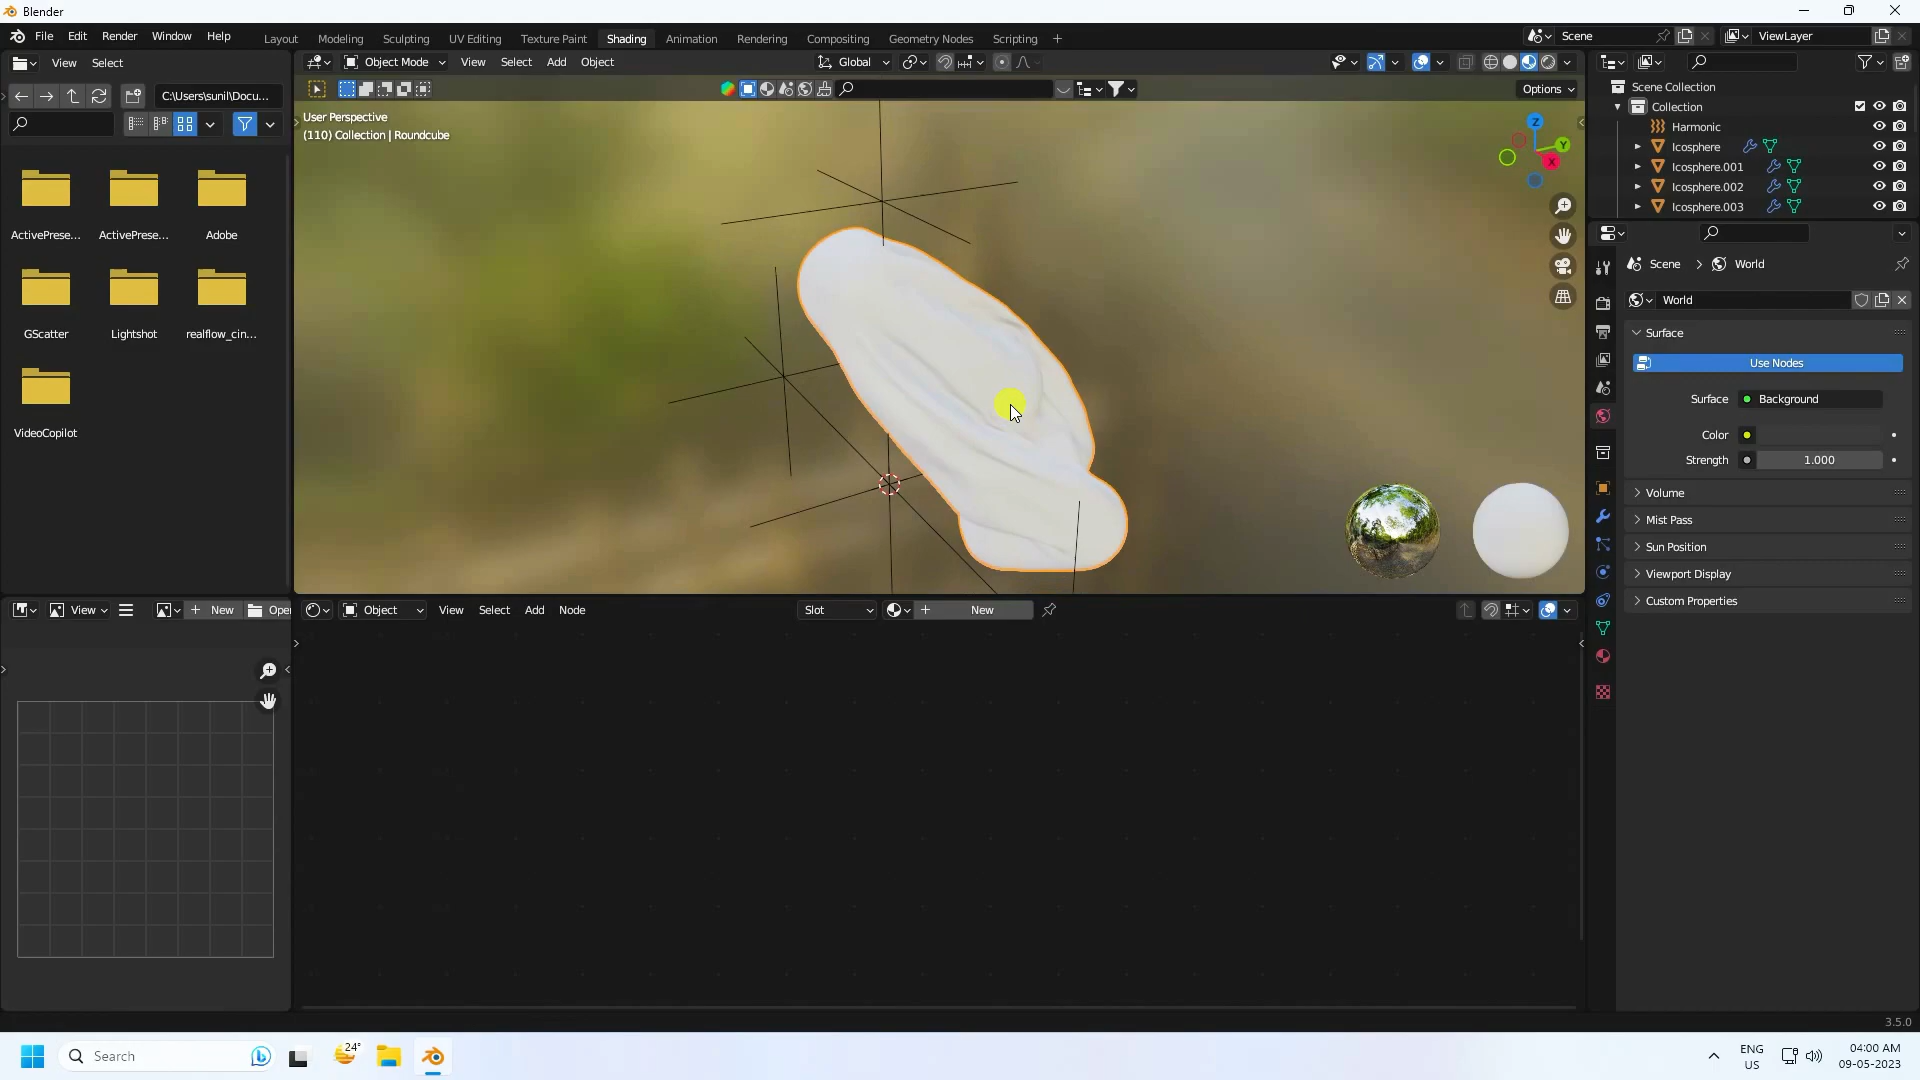 Blender
File Edit Render Window Help
Layout Modeling Sculpting UV Editing Texture Paint Shading Animation Rendering Compositing Geometry Nodes Scripting +
Scene
ViewLayer
View Select
Object Mode View Select Add Object
Global
C:\Users\sunil\Docu...
Options
User Perspective
(110) Collection | Roundcube
Z
Y
X
ActivePrese... ActivePrese... Adobe
GScatter Lightshot realflow_cin...
VideoCopilot
Scene Collection
Collection
Harmonic
Icosphere
Icosphere.001
Icosphere.002
Icosphere.003
Scene > World
World
Surface
Use Nodes
Surface Background
Color
Strength 1.000
Volume
Mist Pass
Sun Position
Viewport Display
Custom Properties
View + New Oper
Object View Select Add Node
Slot
+ New
3.5.0
Search
24°
ENG
US
04:00 AM
09-05-2023